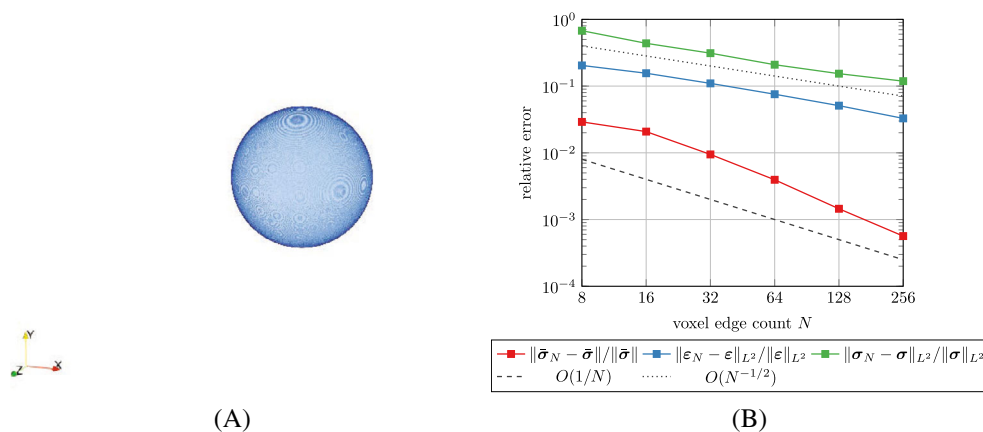 Y
Z
X
(A)
10^0
10^−1
10^−2
10^−3
10^−4
relative error
8 16 32 64 128 256
voxel edge count N
‖σ̄_N − σ̄‖/‖σ̄‖ ‖ε_N − ε‖_{L^2}/‖ε‖_{L^2} ‖σ_N − σ‖_{L^2}/‖σ‖_{L^2}
O(1/N) O(N^{−1/2})
(B)